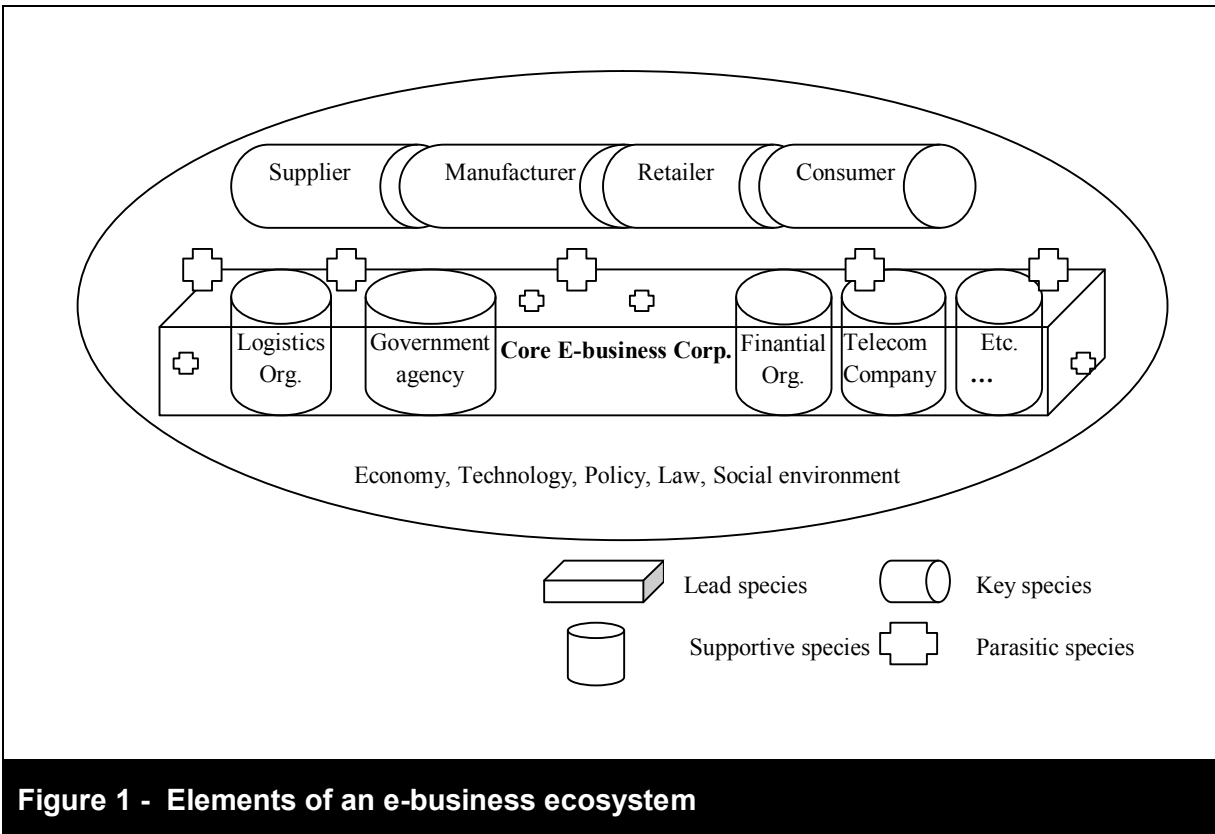 Supplier
Manufacturer
Retailer
Consumer
Logistics
Org.
Government
agency
Core E-business Corp.
Finantial
Org.
Telecom
Company
Etc.
...
Economy, Technology, Policy, Law, Social environment
Lead species
Key species
Supportive species
Parasitic species
Figure 1 - Elements of an e-business ecosystem